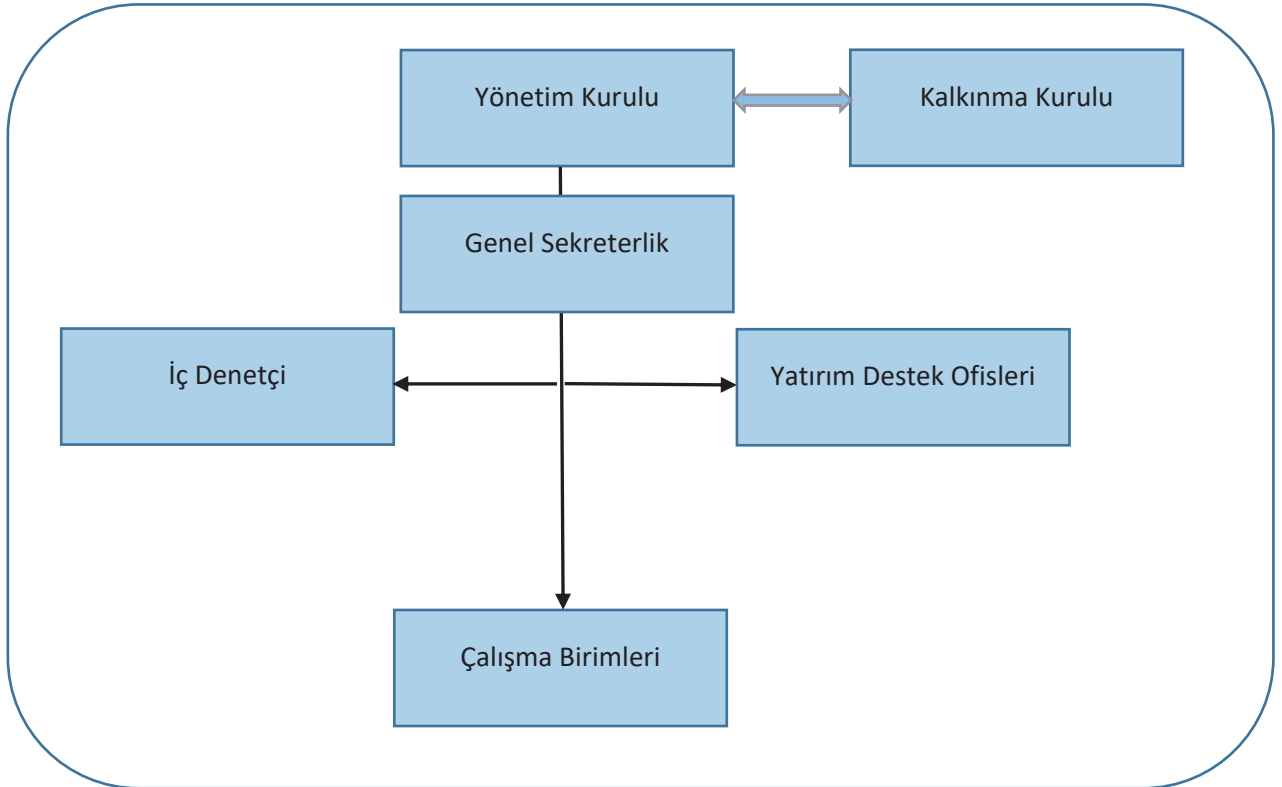 Yönetim Kurulu
Kalkınma Kurulu
Genel Sekreterlik
İç Denetçi
Yatırım Destek Ofisleri
Çalışma Birimleri